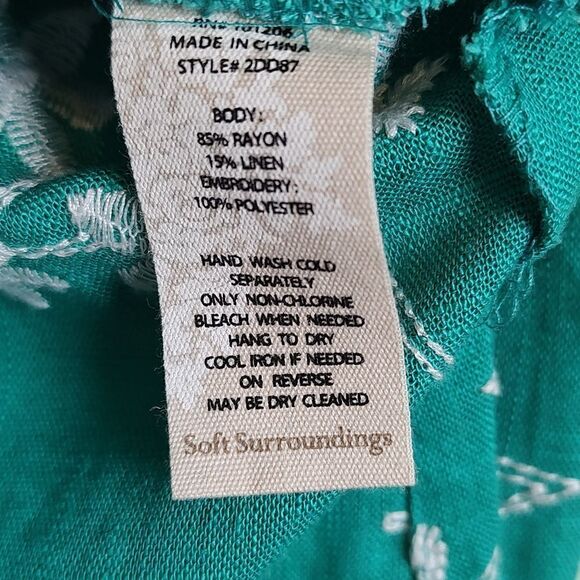 RN# 101206
MADE IN CHINA
STYLE# 2DD87
BODY:
85% RAYON
15% LINEN
EMBROIDERY:
100% POLYESTER
HAND WASH COLD
SEPARATELY
ONLY NON-CHLORINE
BLEACH WHEN NEEDED
HANG TO DRY
COOL IRON IF NEEDED
ON REVERSE
MAY BE DRY CLEANED
Soft Surroundings